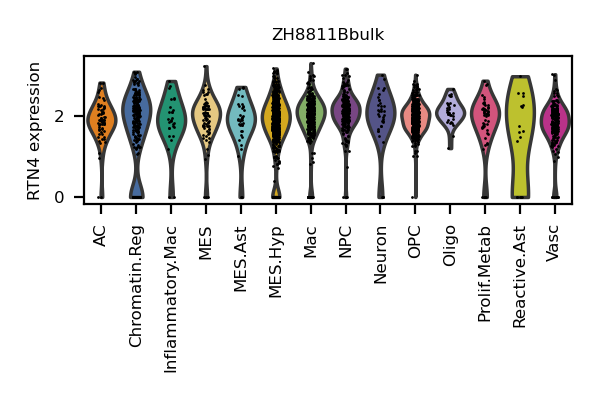 ZH8811Bbulk
RTN4 expression
2
0
AC
Chromatin.Reg
Inflammatory.Mac
MES
MES.Ast
MES.Hyp
Mac
NPC
Neuron
OPC
Oligo
Prolif.Metab
Reactive.Ast
Vasc